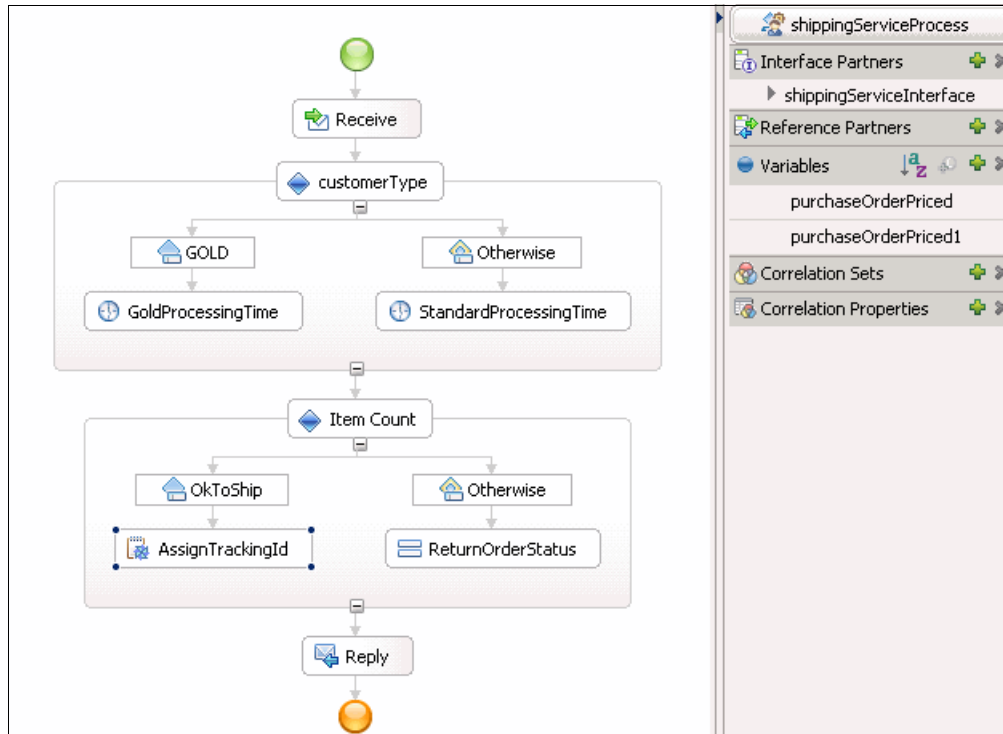 shippingServiceProcess
Interface Partners
shippingServiceInterface
Reference Partners
Variables
purchaseOrderPriced
purchaseOrderPriced1
Correlation Sets
Correlation Properties
Receive
customerType
GOLD
Otherwise
GoldProcessingTime
StandardProcessingTime
Item Count
OkToShip
Otherwise
AssignTrackingId
ReturnOrderStatus
Reply